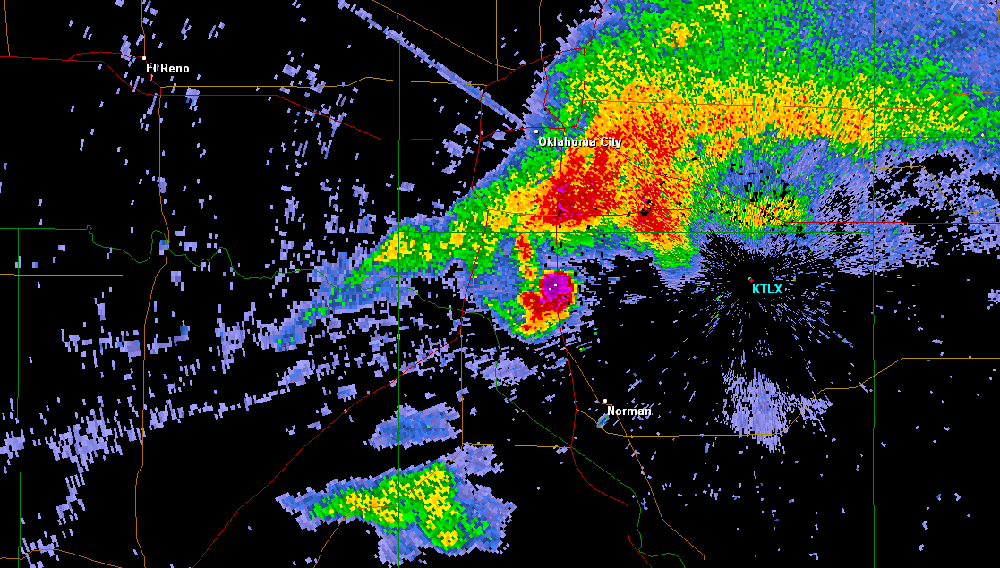 El Reno
Oklahoma City
KTLX
Norman